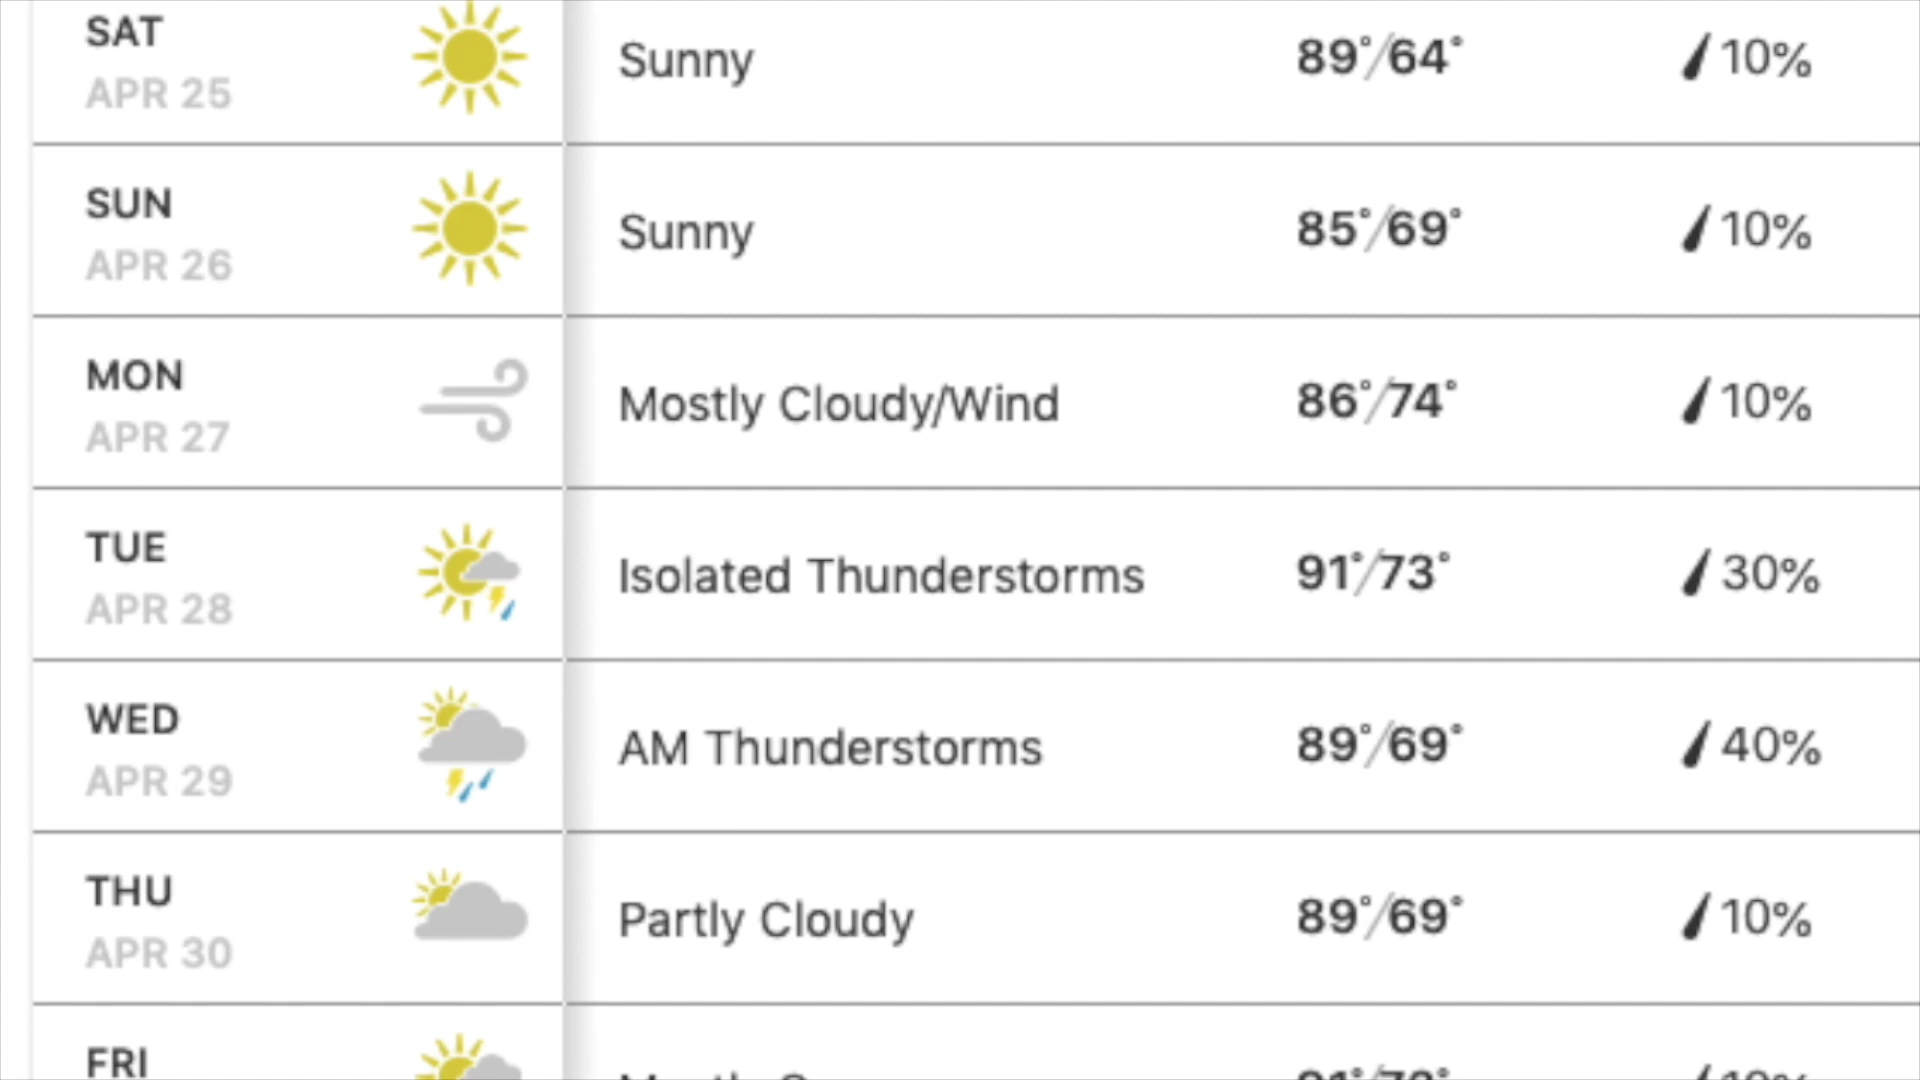 SAT
APR 25
Sunny
89°/64°
10%
SUN
APR 26
Sunny
85°/69°
10%
MON
APR 27
Mostly Cloudy/Wind
86°/74°
10%
TUE
APR 28
Isolated Thunderstorms
91°/73°
30%
WED
APR 29
AM Thunderstorms
89°/69°
40%
THU
APR 30
Partly Cloudy
89°/69°
10%
FRI